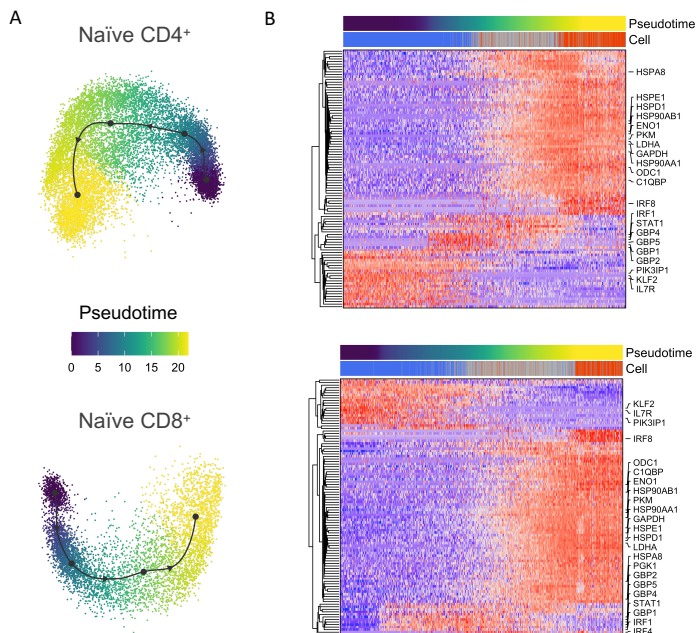 A
Naïve CD4+
Pseudotime
0 5 10 15 20
Naïve CD8+
B
Pseudotime
Cell
HSPA8
HSPE1
HSPD1
HSP90AB1
ENO1
PKM
LDHA
GAPDH
HSP90AA1
ODC1
C1QBP
IRF8
IRF1
STAT1
GBP4
GBP5
GBP1
GBP2
PIK3IP1
KLF2
IL7R
Pseudotime
Cell
KLF2
IL7R
PIK3IP1
IRF8
ODC1
C1QBP
ENO1
HSP90AB1
PKM
HSP90AA1
GAPDH
HSPE1
HSPD1
LDHA
HSPA8
PGK1
GBP2
GBP5
GBP4
STAT1
GBP1
IRF1
IRF4